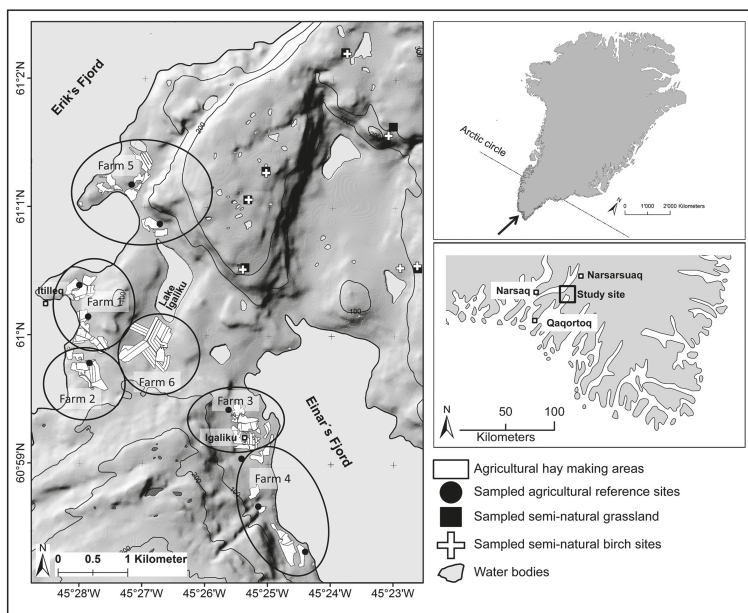 61°2'N
61°1'N
61°N
60°59'N
Erik's Fjord
200
300
200
Farm 5
Itilleq
Farm 1
100
Lake
Igaliku
100
Farm 6
Farm 2
Farm 3
Igaliku
Einar's Fjord
Farm 4
N
0 0.5 1 Kilometer
45°28'W 45°27'W 45°26'W 45°25'W 45°24'W 45°23'W
Arctic circle
N
0 1'000 2'000 Kilometers
Narsarsuaq
Narsaq
Study site
Qaqortoq
N
0 50 100
Kilometers
Agricultural hay making areas
Sampled agricultural reference sites
Sampled semi-natural grassland
Sampled semi-natural birch sites
Water bodies